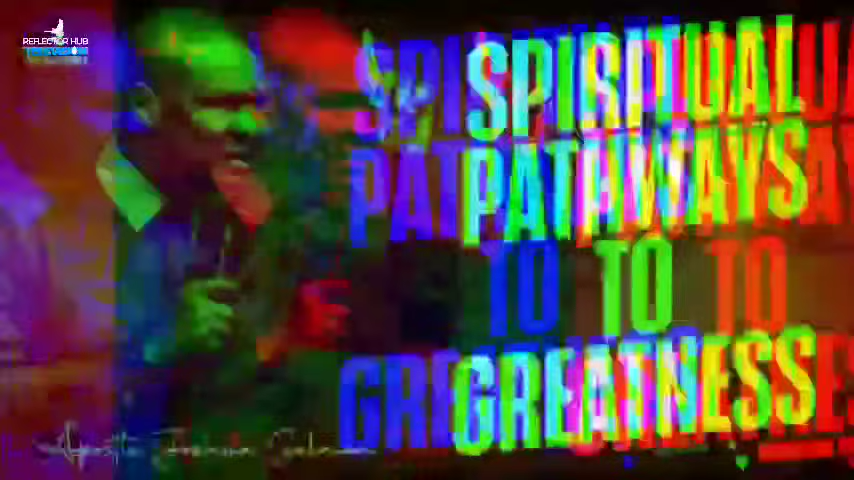 REFLECTOR HUB
SPIRITUAL
PATHWAYS
TO
GREATNESS